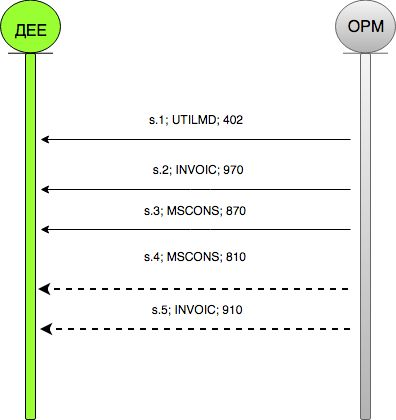 ДЕЕ
ОРМ
s.1; UTILMD; 402
s.2; INVOIC; 970
s.3; MSCONS; 870
s.4; MSCONS; 810
s.5; INVOIC; 910